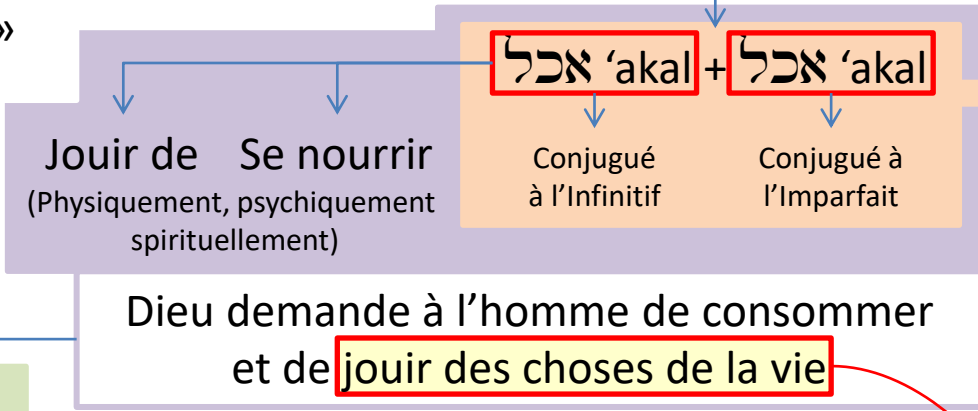 »
אכל ‘akal + אכל ‘akal
Jouir de Se nourrir
(Physiquement, psychiquement
spirituellement)
Conjugué
à l’Infinitif
Conjugué à
l’Imparfait
Dieu demande à l’homme de consommer
et de jouir des choses de la vie